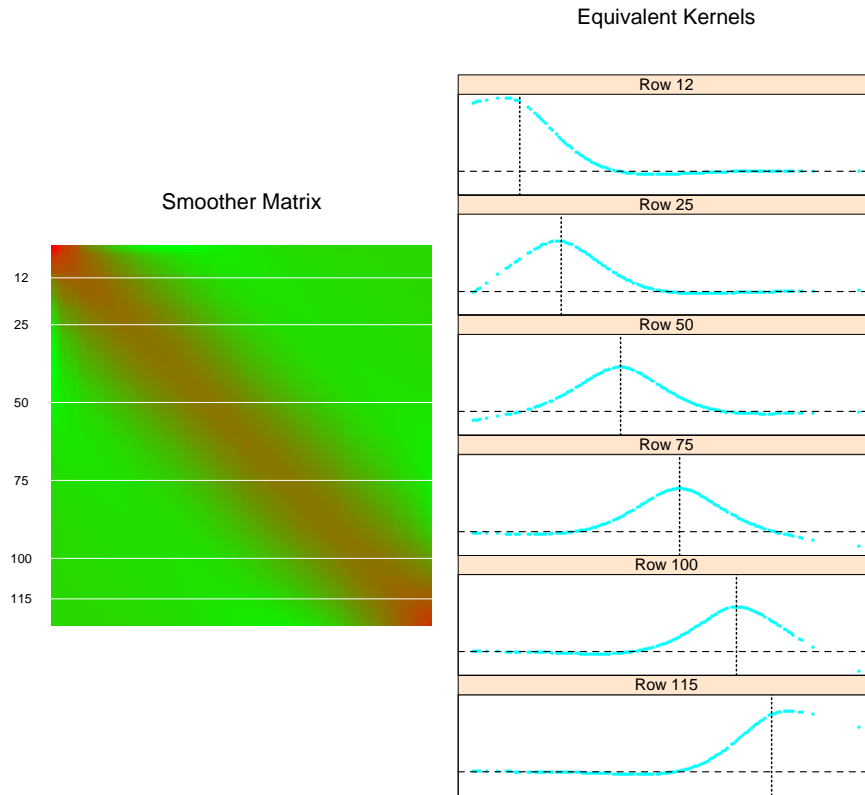 Equivalent Kernels
Smoother Matrix
12
25
50
75
100
115
Row 12
Row 25
Row 50
Row 75
Row 100
Row 115